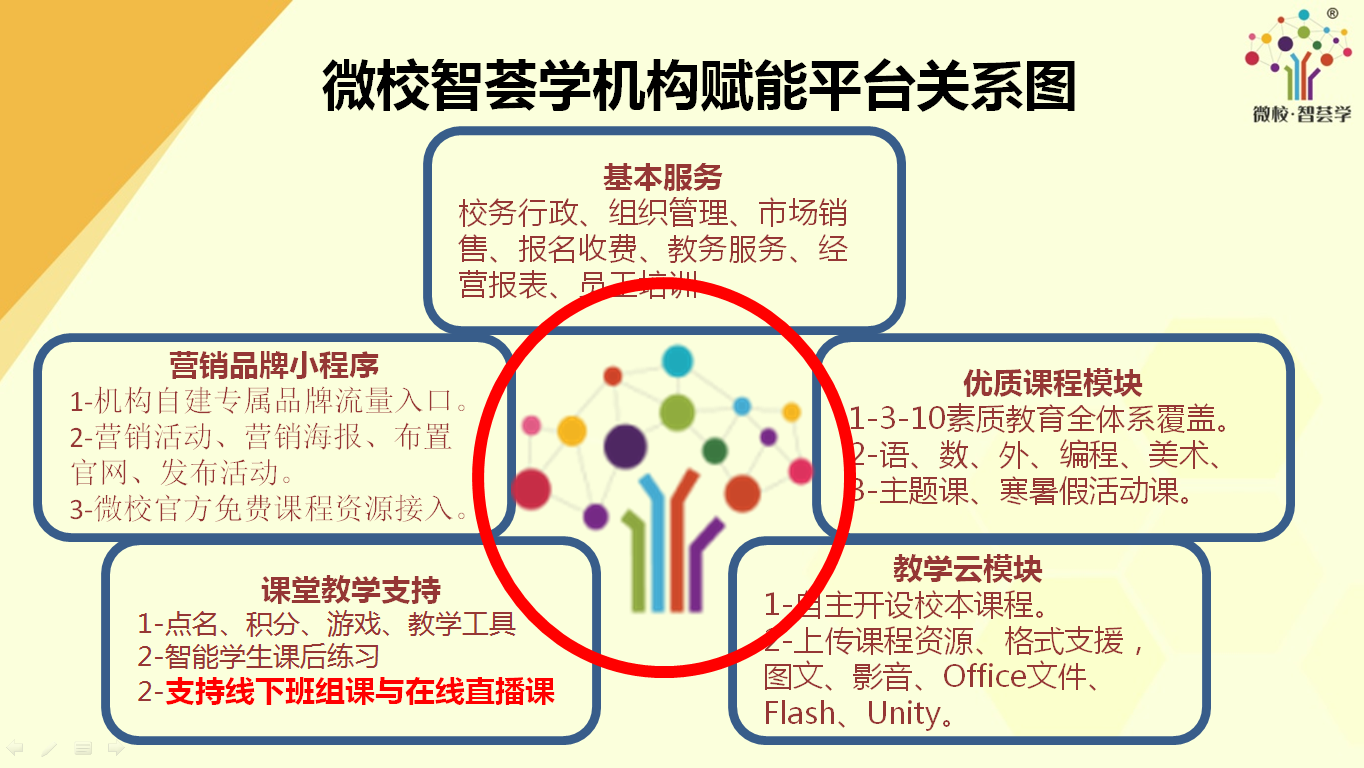 微校智荟学机构赋能平台关系图
®
微校·智荟学
基本服务
校务行政、组织管理、市场销
售、报名收费、教务服务、经
营报表、员工培训
营销品牌小程序
1-机构自建专属品牌流量入口。
2-营销活动、营销海报、布置
官网、发布活动。
3-微校官方免费课程资源接入。
优质课程模块
1-3-10素质教育全体系覆盖。
2-语、数、外、编程、美术、
3-主题课、寒暑假活动课。
课堂教学支持
1-点名、积分、游戏、教学工具
2-智能学生课后练习
2-支持线下班组课与在线直播课
教学云模块
1-自主开设校本课程。
2-上传课程资源、格式支援，
图文、影音、Office文件、
Flash、Unity。